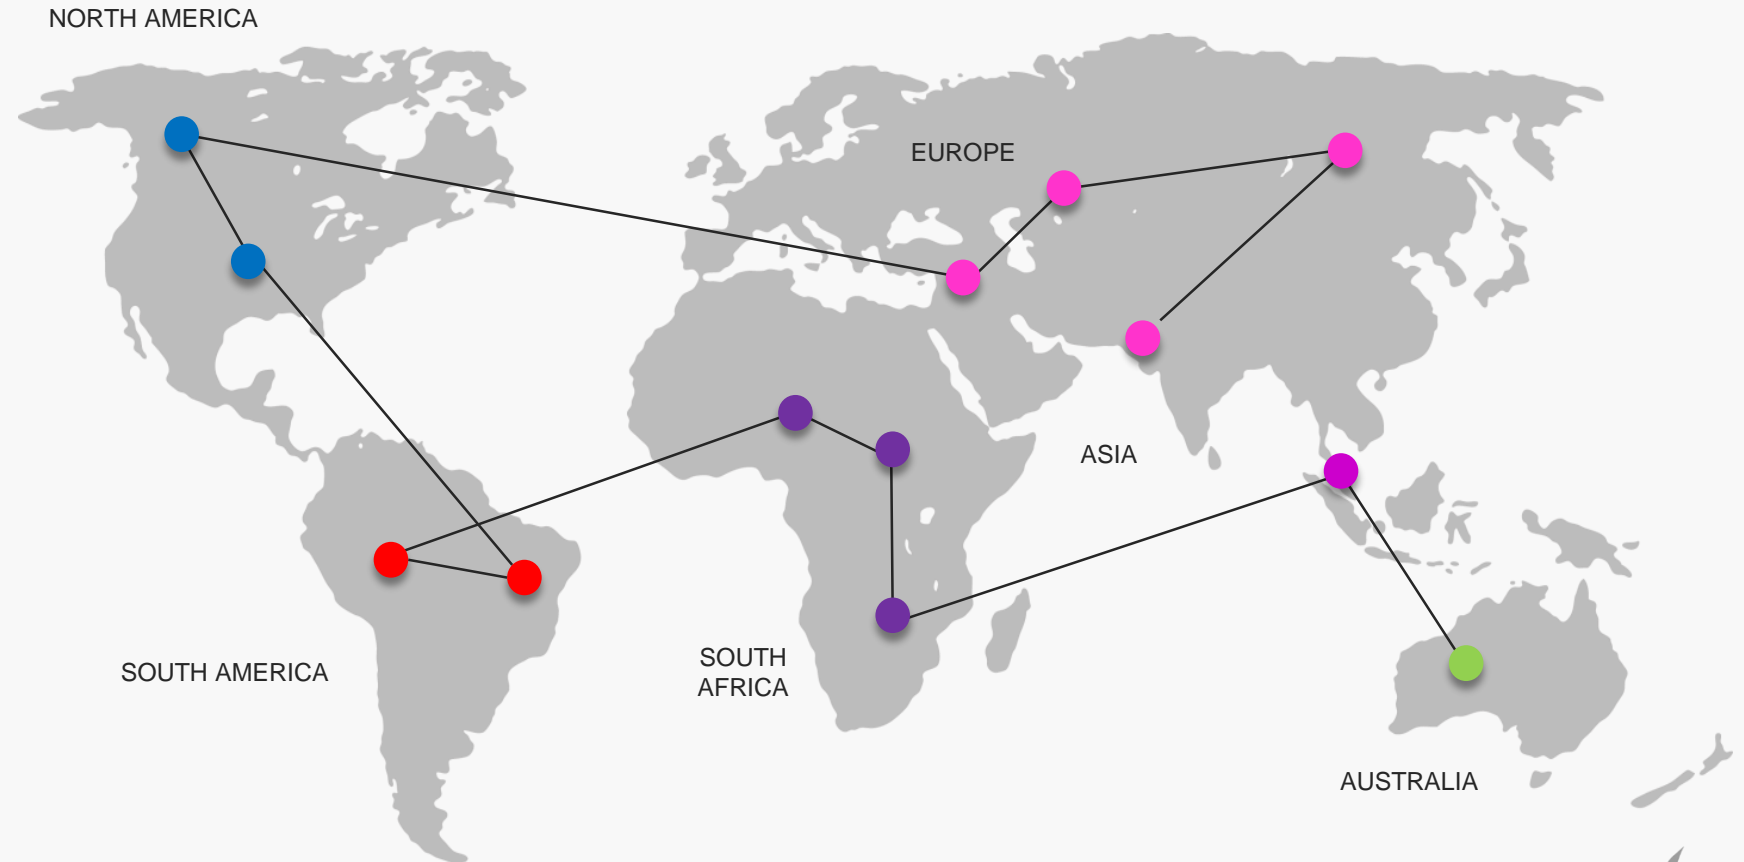 NORTH AMERICA
EUROPE
ASIA
SOUTH
AFRICA
SOUTH AMERICA
AUSTRALIA